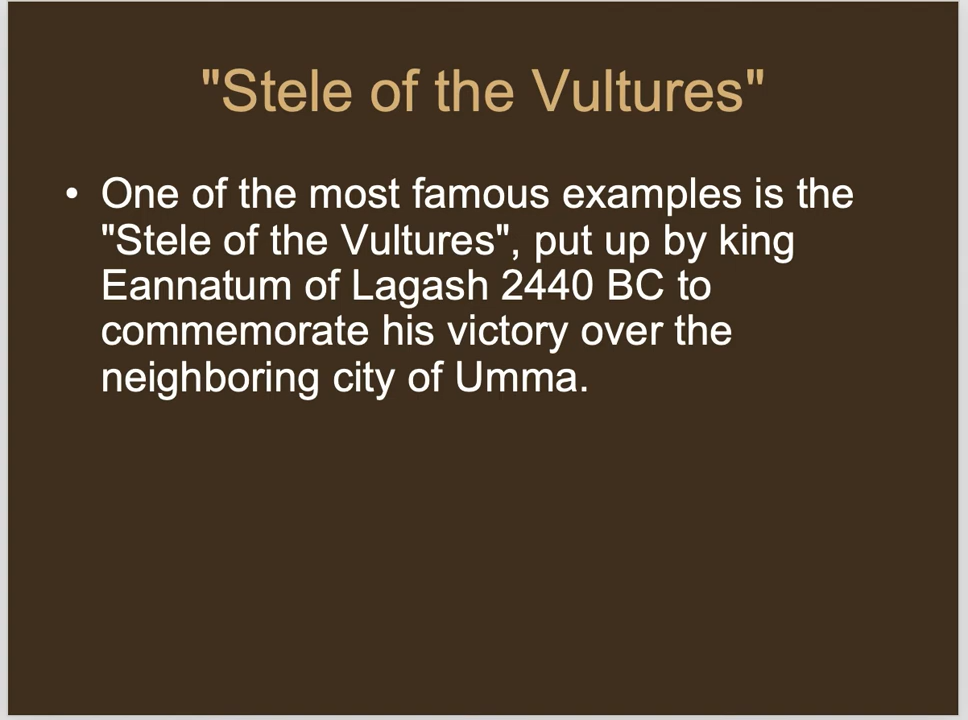 "Stele of the Vultures"
• One of the most famous examples is the
"Stele of the Vultures", put up by king
Eannatum of Lagash 2440 BC to
commemorate his victory over the
neighboring city of Umma.